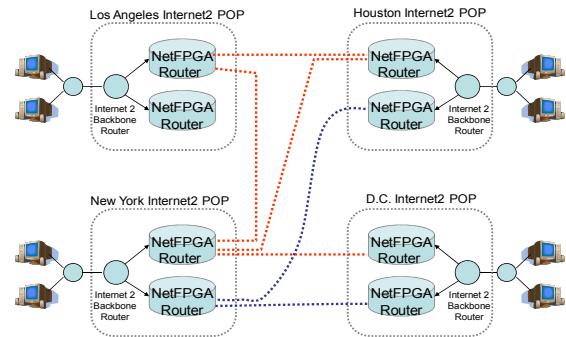 Los Angeles Internet2 POP
NetFPGA
Router
NetFPGA
Router
Internet 2
Backbone
Router
Houston Internet2 POP
NetFPGA
Router
NetFPGA
Router
Internet 2
Backbone
Router
New York Internet2 POP
NetFPGA
Router
NetFPGA
Router
Internet 2
Backbone
Router
D.C. Internet2 POP
NetFPGA
Router
NetFPGA
Router
Internet 2
Backbone
Router